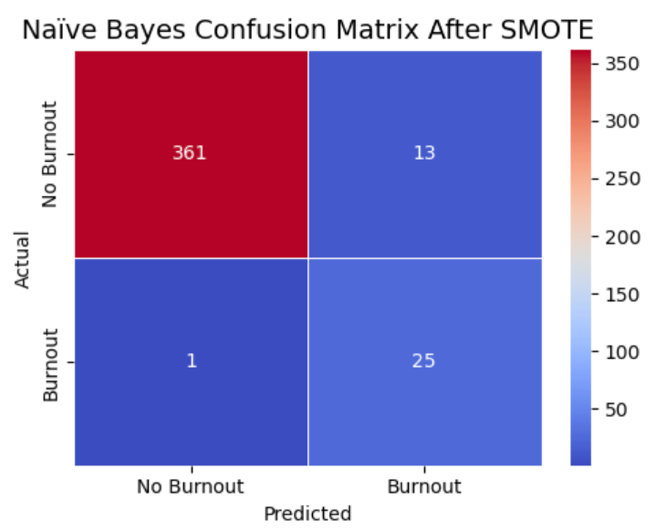 Naïve Bayes Confusion Matrix After SMOTE
No Burnout
Burnout
Actual
361
13
1
25
No Burnout
Burnout
Predicted
350
300
250
200
150
100
50